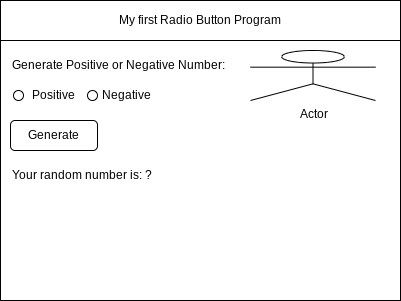 My first Radio Button Program
Generate Positive or Negative Number:
Positive Negative
Actor
Generate
Your random number is: ?